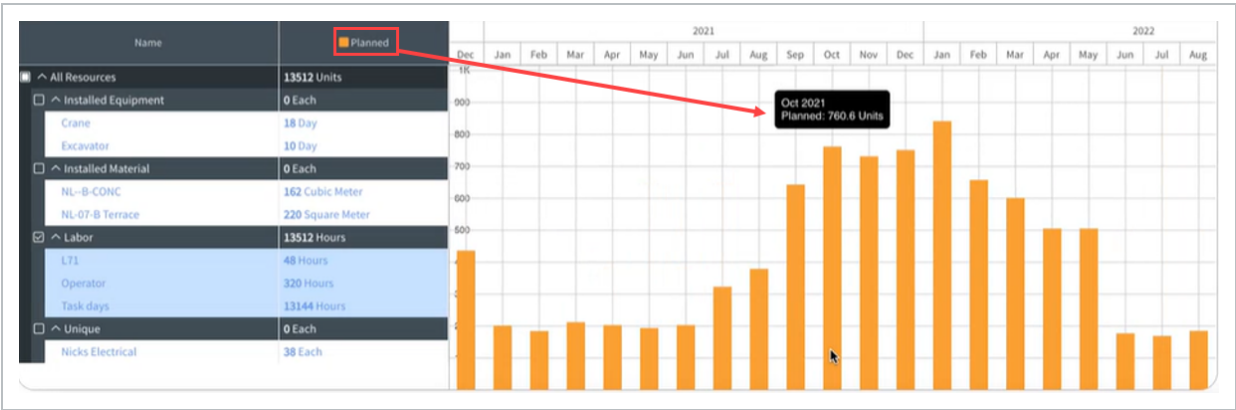 Name
Planned
2021
2022
Dec Jan Feb Mar Apr May Jun Jul Aug Sep Oct Nov Dec Jan Feb Mar Apr May Jun Jul Aug
All Resources 13512 Units
Installed Equipment 0 Each
Crane 18 Day
Excavator 10 Day
Installed Material 0 Each
NL--B-CONC 162 Cubic Meter
NL-07-B Terrace 220 Square Meter
Labor 13512 Hours
L71 48 Hours
Operator 320 Hours
Task days 13144 Hours
Unique 0 Each
Nicks Electrical 38 Each
1K
900
800
700
600
500
Oct 2021
Planned: 760.6 Units